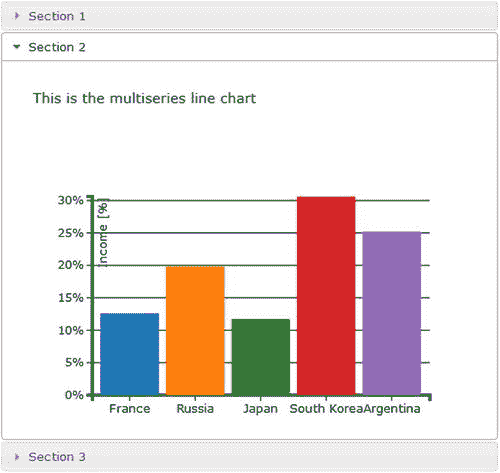 Section 1
Section 2
This is the multiseries line chart
Income [%]
30%
25%
20%
15%
10%
5%
0%
France Russia Japan South Korea Argentina
Section 3